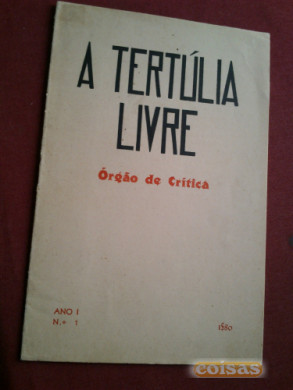 A TERTÚLIA
LIVRE
Órgão de Crítica
ANO I
N.º 1
coisas